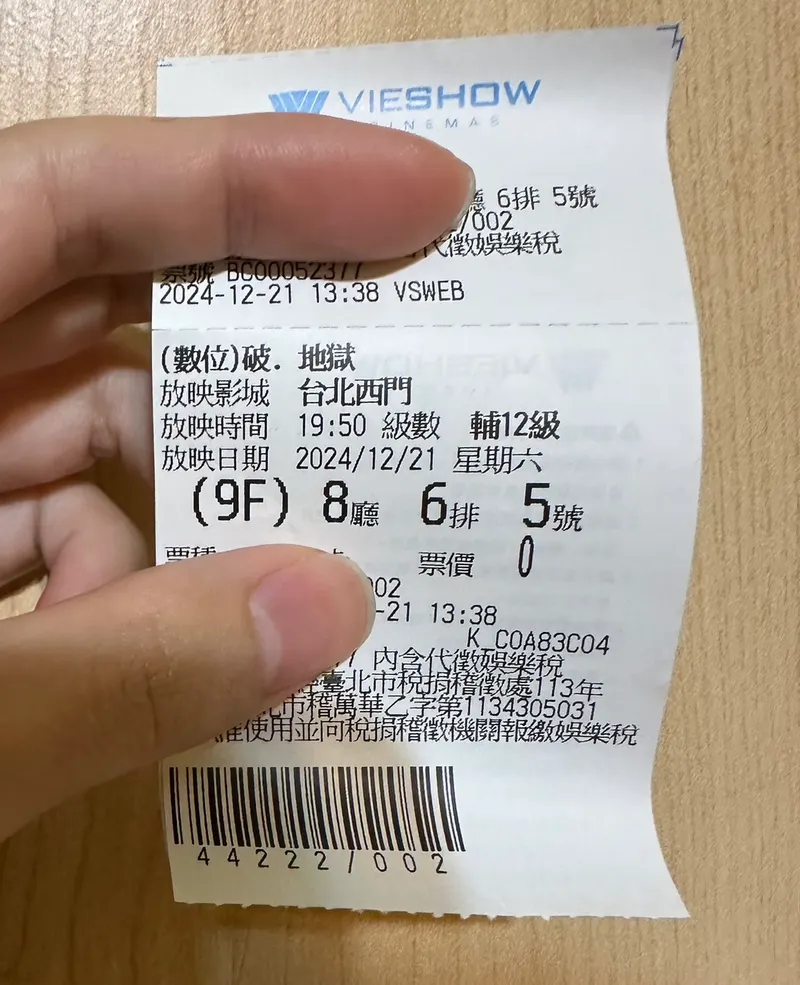 VIESHOW
CINEMAS
廳 6排 5號
/002
代徵娛樂稅
票號 BC00052377
2024-12-21 13:38 VSWEB
(數位)破．地獄
放映影城 台北西門
放映時間 19:50 級數 輔12級
放映日期 2024/12/21 星期六
(9F) 8廳 6排 5號
票種 票價 0
002
-21 13:38
K_C0A83C04
77 內含代徵娛樂稅
臺北市稅捐稽徵處113年
北市稽萬華乙字第1134305031
准使用並向稅捐稽徵機關報繳娛樂稅
44222/002